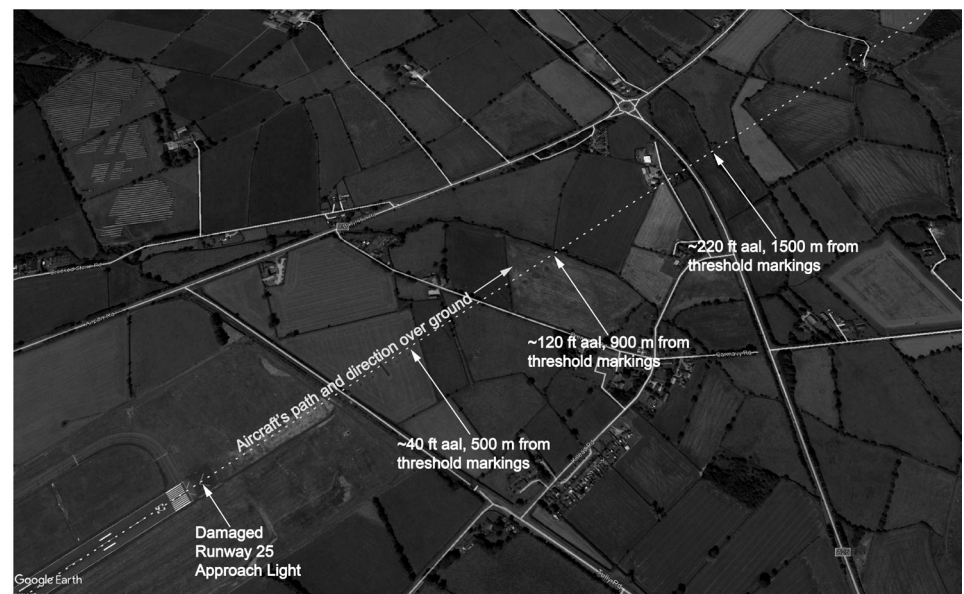 ~220 ft aal, 1500 m from
threshold markings
Aircraft's path and direction over ground
~120 ft aal, 900 m from
threshold markings
~40 ft aal, 500 m from
threshold markings
Damaged
Runway 25
Approach Light
Google Earth